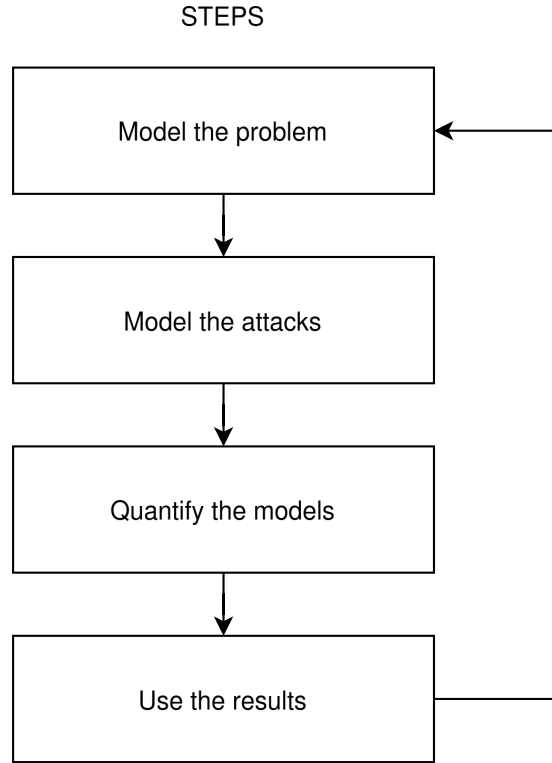 STEPS
Model the problem
Model the attacks
Quantify the models
Use the results